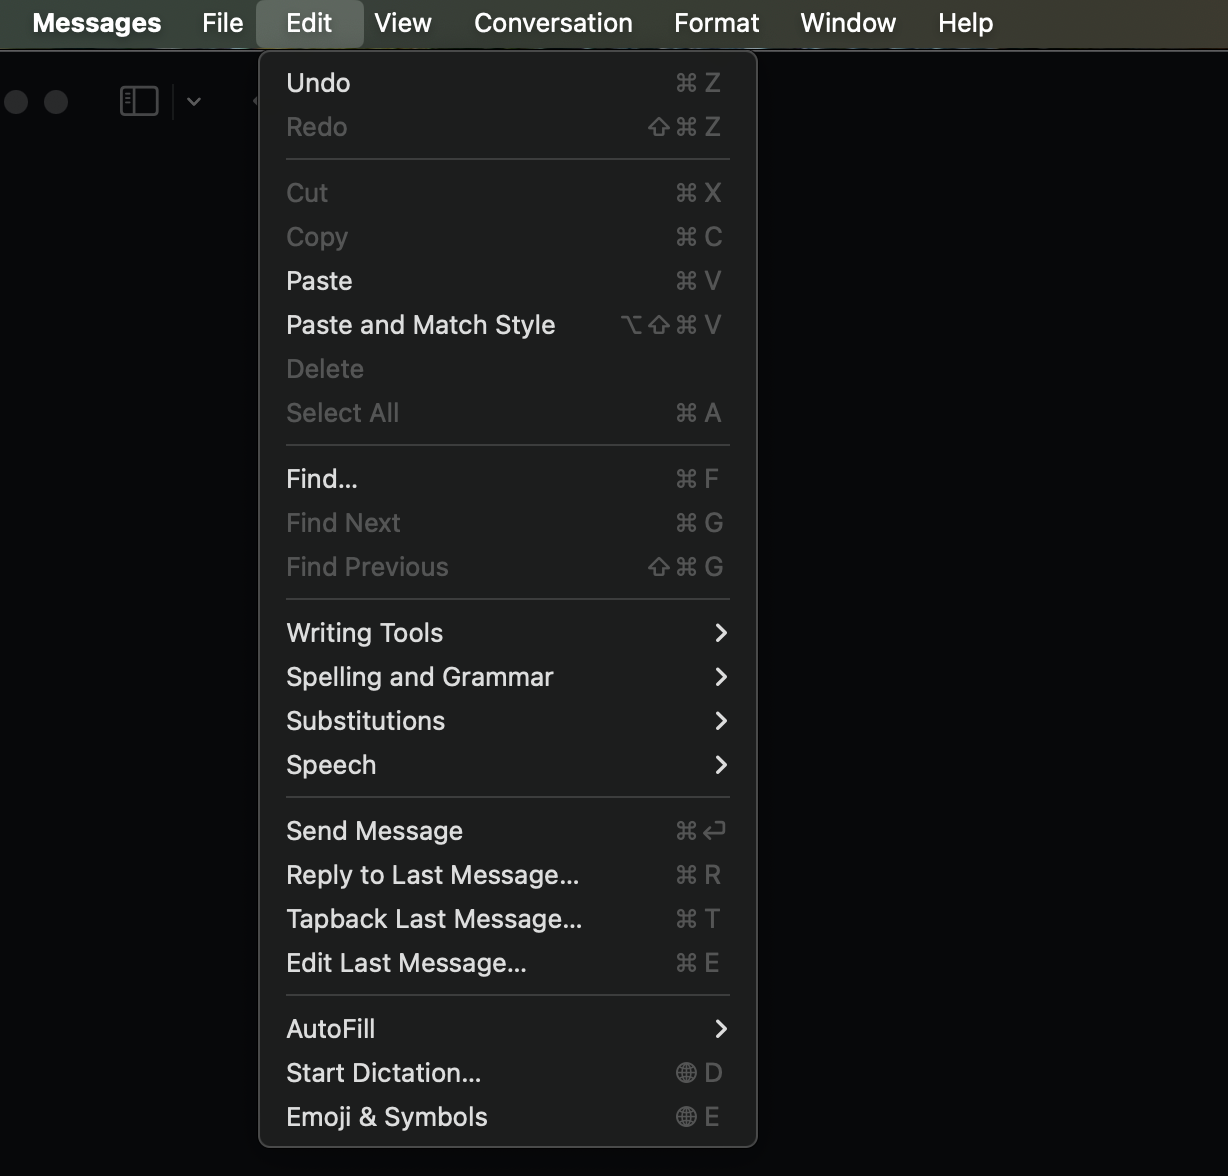 Messages File Edit View Conversation Format Window Help
Undo ⌘ Z
Redo ⇧ ⌘ Z
Cut ⌘ X
Copy ⌘ C
Paste ⌘ V
Paste and Match Style ⌥ ⇧ ⌘ V
Delete
Select All ⌘ A
Find... ⌘ F
Find Next ⌘ G
Find Previous ⇧ ⌘ G
Writing Tools
Spelling and Grammar
Substitutions
Speech
Send Message ⌘ ↩
Reply to Last Message... ⌘ R
Tapback Last Message... ⌘ T
Edit Last Message... ⌘ E
AutoFill
Start Dictation... 🌐 D
Emoji & Symbols 🌐 E